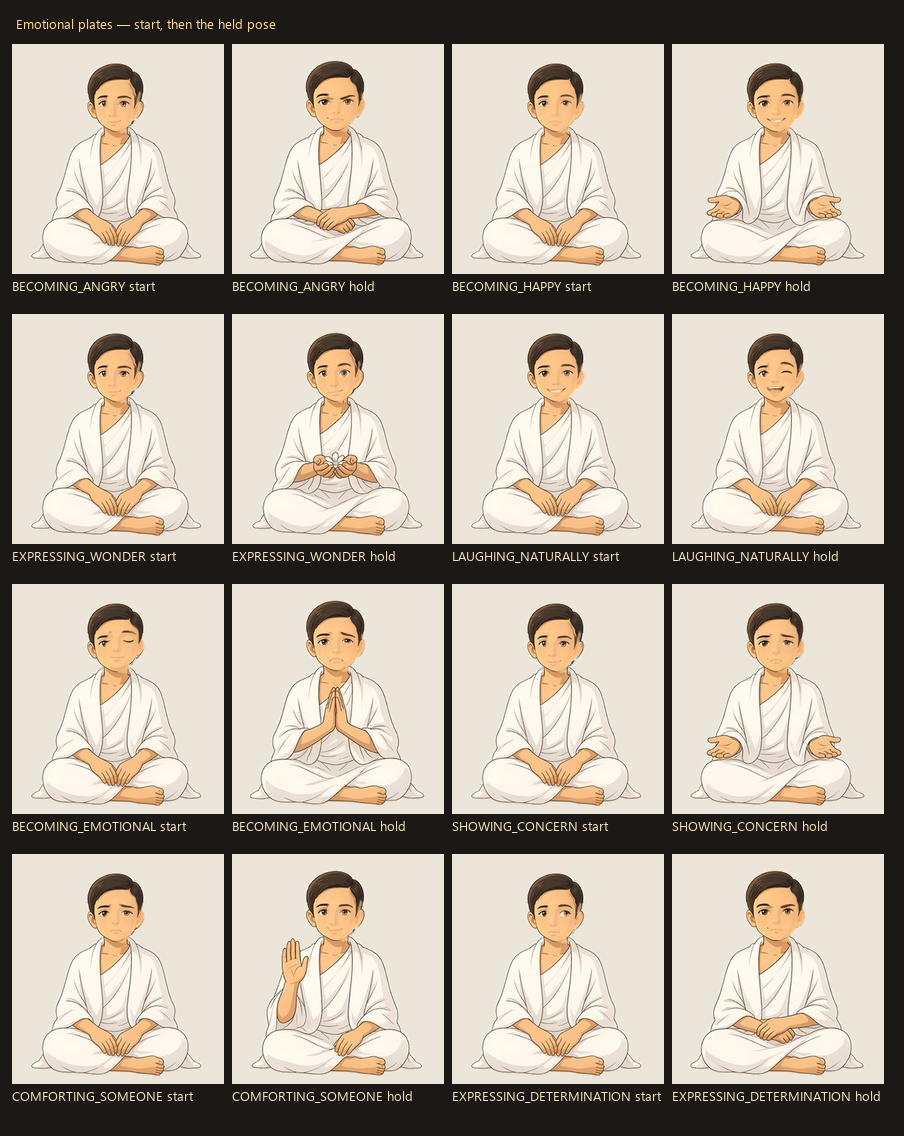 Emotional plates — start, then the held pose
BECOMING_ANGRY start
BECOMING_ANGRY hold
BECOMING_HAPPY start
BECOMING_HAPPY hold
EXPRESSING_WONDER start
EXPRESSING_WONDER hold
LAUGHING_NATURALLY start
LAUGHING_NATURALLY hold
BECOMING_EMOTIONAL start
BECOMING_EMOTIONAL hold
SHOWING_CONCERN start
SHOWING_CONCERN hold
COMFORTING_SOMEONE start
COMFORTING_SOMEONE hold
EXPRESSING_DETERMINATION start
EXPRESSING_DETERMINATION hold